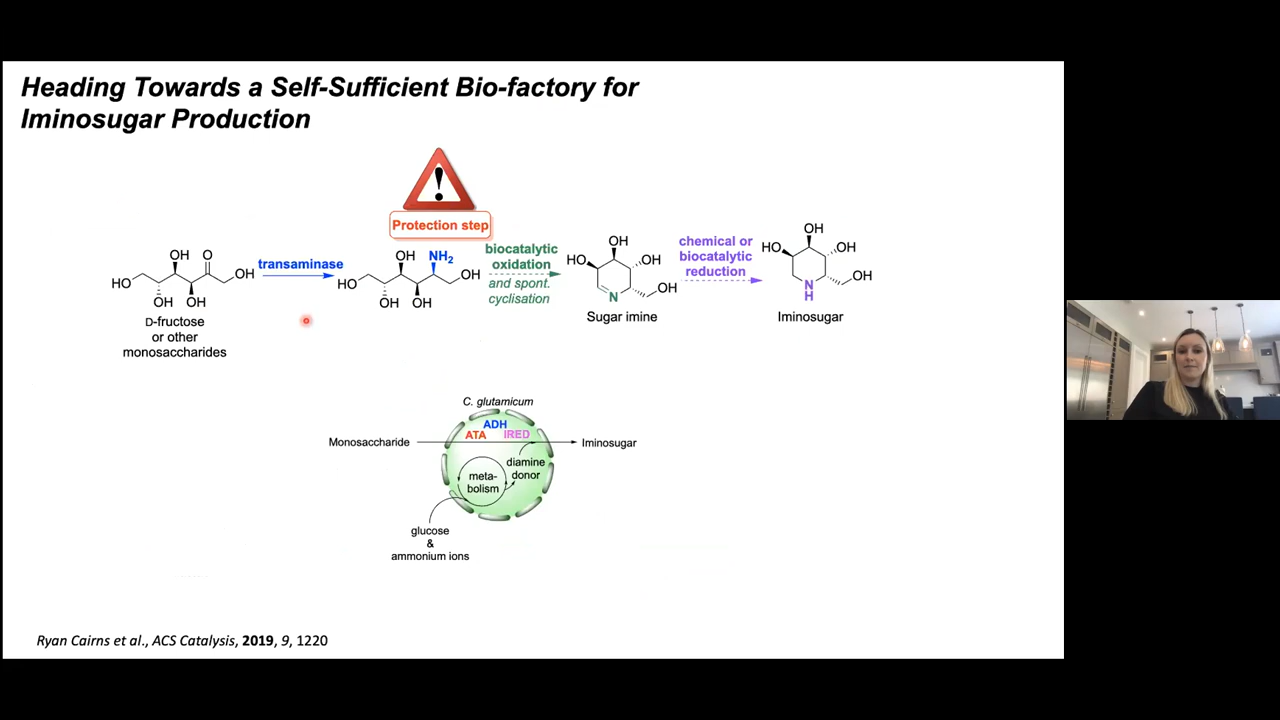 Heading Towards a Self-Sufficient Bio-factory for
Iminosugar Production
!
Protection step
OH
O
HO
OH
OH
OH
D-fructose
or other
monosaccharides
transaminase
OH
NH2
HO
OH
OH
OH
biocatalytic
oxidation
and spont.
cyclisation
OH
HO
OH
OH
N
Sugar imine
chemical or
biocatalytic
reduction
OH
HO
OH
OH
N
H
Iminosugar
C. glutamicum
Monosaccharide
ADH
ATA
IRED
Iminosugar
meta-
bolism
diamine
donor
glucose
&
ammonium ions
Ryan Cairns et al., ACS Catalysis, 2019, 9, 1220